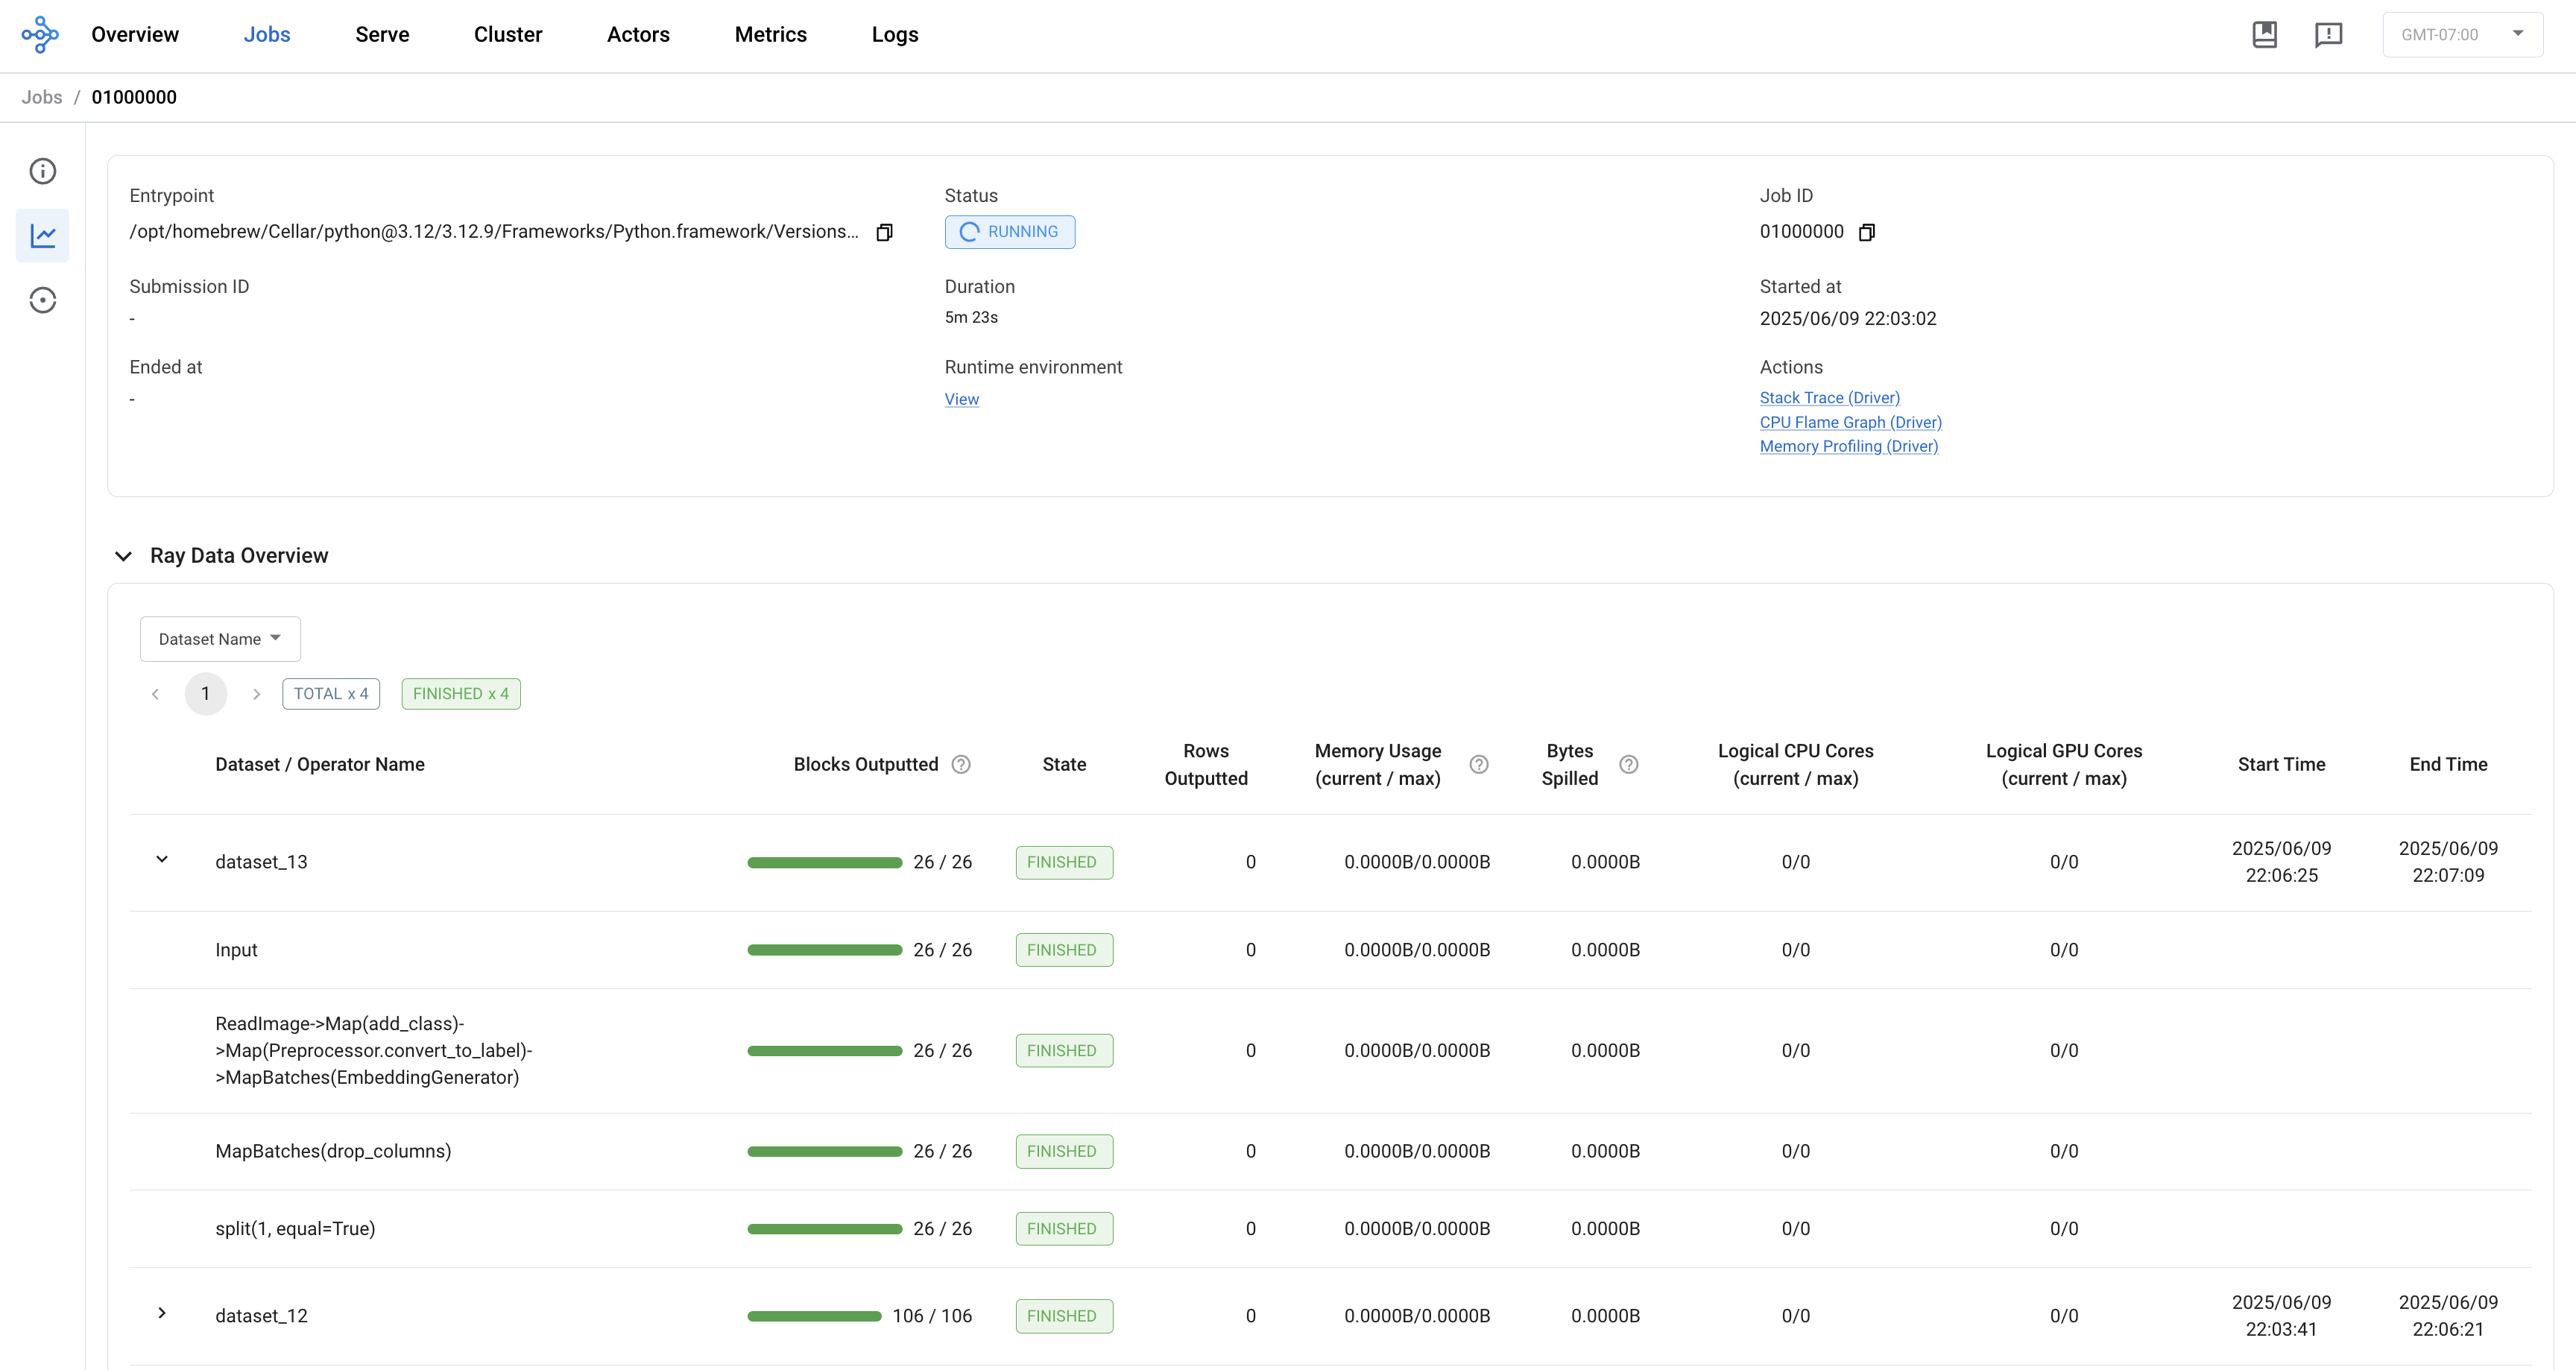 Overview Jobs Serve Cluster Actors Metrics Logs GMT-07:00
Jobs / 01000000
Entrypoint Status Job ID
/opt/homebrew/Cellar/python@3.12/3.12.9/Frameworks/Python.framework/Versions... RUNNING 01000000
Submission ID Duration Started at
- 5m 23s 2025/06/09 22:03:02
Ended at Runtime environment Actions
- View Stack Trace (Driver)
CPU Flame Graph (Driver)
Memory Profiling (Driver)
Ray Data Overview
Dataset Name
1 TOTAL x 4 FINISHED x 4
Dataset / Operator Name Blocks Outputted State Rows Outputted Memory Usage (current / max) Bytes Spilled Logical CPU Cores (current / max) Logical GPU Cores (current / max) Start Time End Time
dataset_13 26 / 26 FINISHED 0 0.0000B/0.0000B 0.0000B 0/0 0/0 2025/06/09 22:06:25 2025/06/09 22:07:09
Input 26 / 26 FINISHED 0 0.0000B/0.0000B 0.0000B 0/0 0/0
ReadImage->Map(add_class)-
>Map(Preprocessor.convert_to_label)-
>MapBatches(EmbeddingGenerator) 26 / 26 FINISHED 0 0.0000B/0.0000B 0.0000B 0/0 0/0
MapBatches(drop_columns) 26 / 26 FINISHED 0 0.0000B/0.0000B 0.0000B 0/0 0/0
split(1, equal=True) 26 / 26 FINISHED 0 0.0000B/0.0000B 0.0000B 0/0 0/0
dataset_12 106 / 106 FINISHED 0 0.0000B/0.0000B 0.0000B 0/0 0/0 2025/06/09 22:03:41 2025/06/09 22:06:21